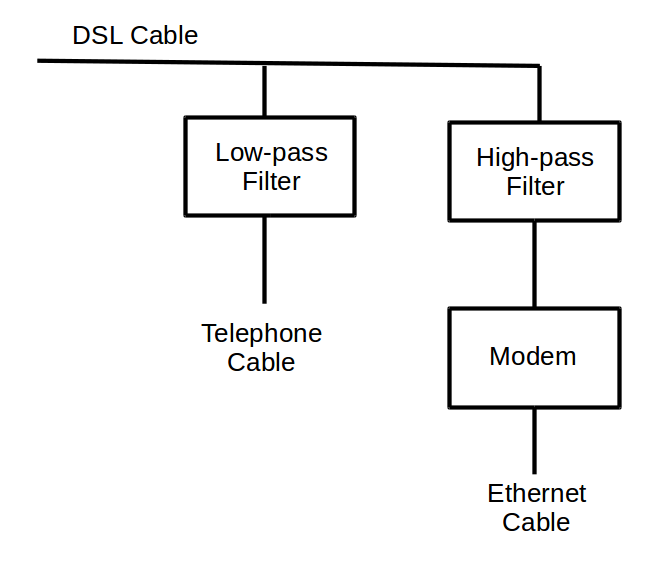 DSL Cable
Low-pass
Filter
High-pass
Filter
Telephone
Cable
Modem
Ethernet
Cable